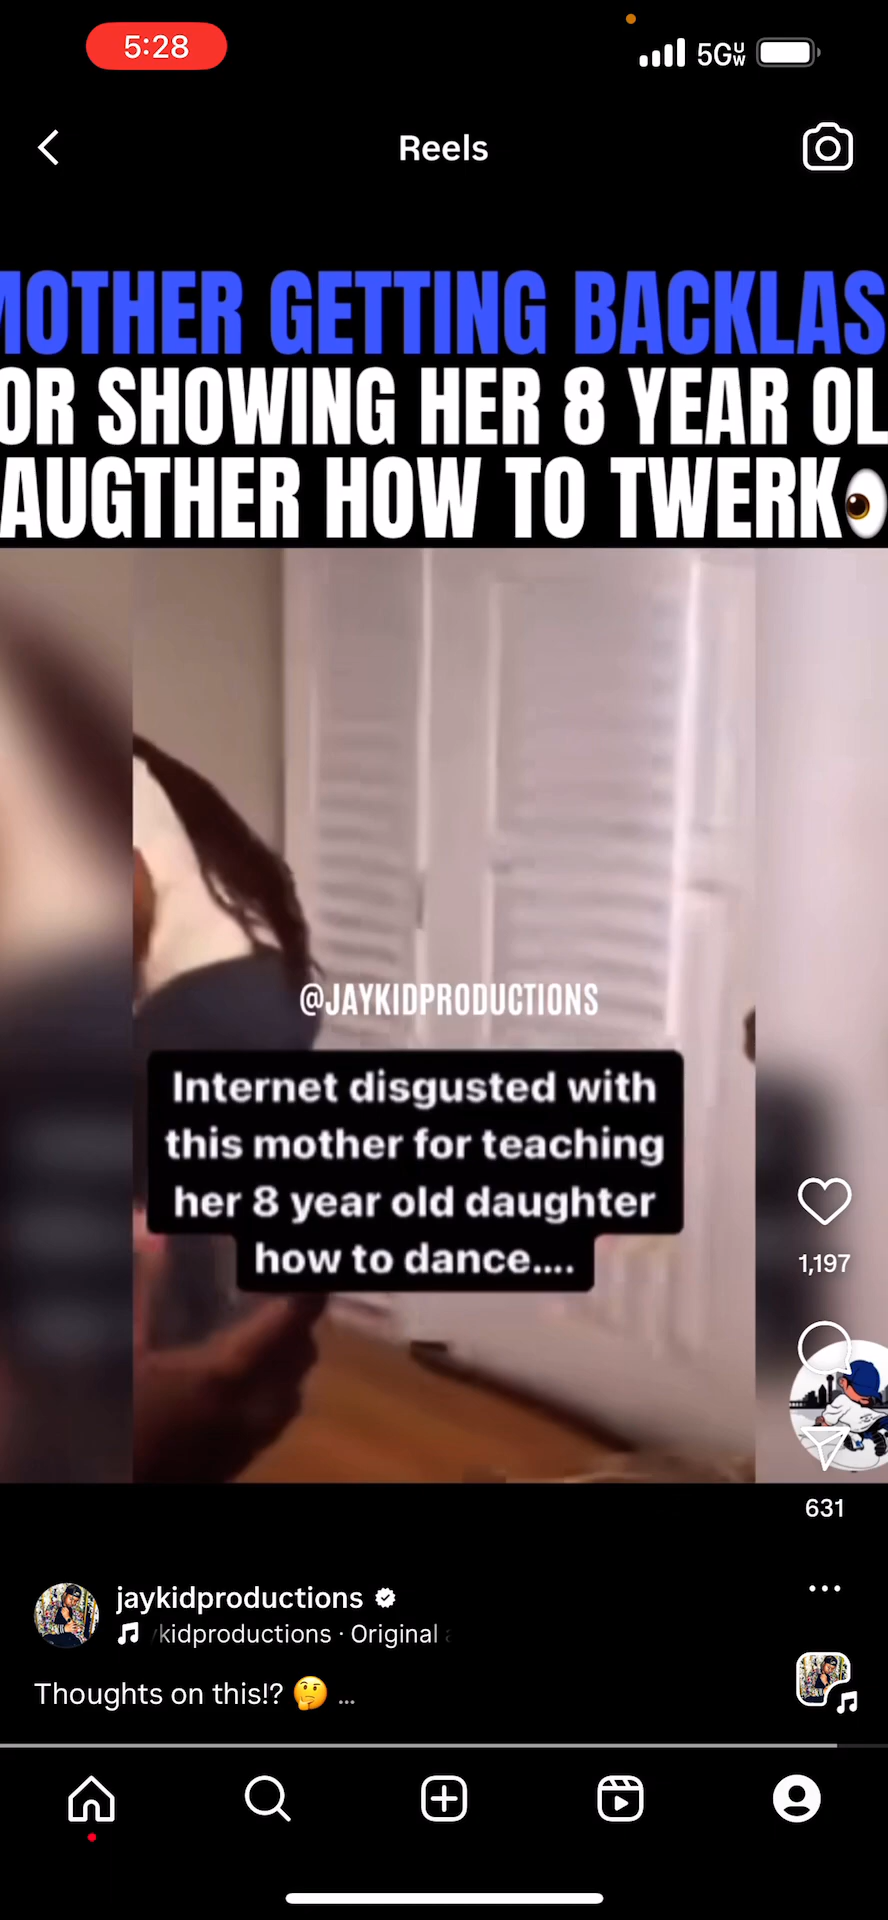 5:28
5G UW
Reels
MOTHER GETTING BACKLAS
OR SHOWING HER 8 YEAR OL
AUGTHER HOW TO TWERK👀
@JAYKIDPRODUCTIONS
Internet disgusted with
this mother for teaching
her 8 year old daughter
how to dance....
1,197
631
jaykidproductions
kidproductions · Original
Thoughts on this!? 🤔 ...